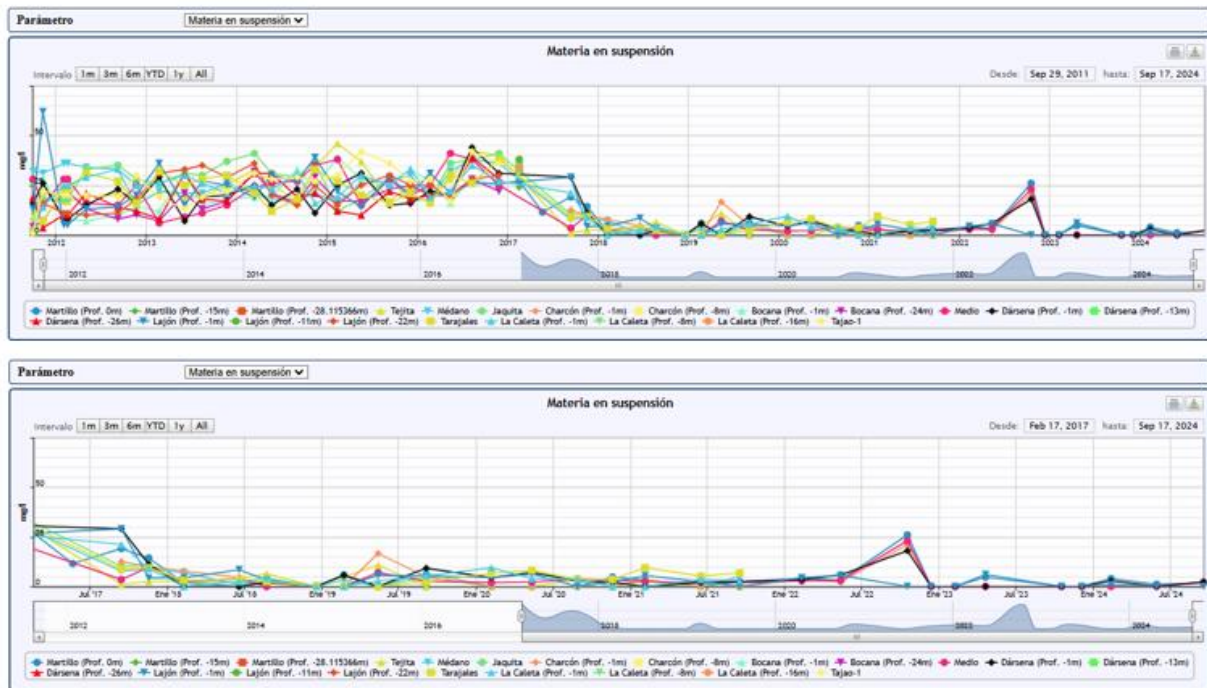 Parámetro Materia en suspensión
Materia en suspensión
Intervalo 1m 3m 6m YTD 1y All Desde: Sep 29, 2011 hasta: Sep 17, 2024
50
mg/l
25
0
2012 2013 2014 2015 2016 2017 2018 2019 2020 2021 2022 2023 2024
2012 2014 2016 2018 2020 2022 2024
Martillo (Prof. 0m) Martillo (Prof. -15m) Martillo (Prof. -28.115366m) Tejita Médano Jaquita Charcón (Prof. -1m) Charcón (Prof. -8m) Bocana (Prof. -1m) Bocana (Prof. -24m) Medio Dársena (Prof. -1m) Dársena (Prof. -13m)
Dársena (Prof. -26m) Lajón (Prof. -1m) Lajón (Prof. -11m) Lajón (Prof. -22m) Tarajales La Caleta (Prof. -1m) La Caleta (Prof. -8m) La Caleta (Prof. -16m) Tajao-1
Parámetro Materia en suspensión
Materia en suspensión
Intervalo 1m 3m 6m YTD 1y All Desde: Feb 17, 2017 hasta: Sep 17, 2024
50
mg/l
25
0
Jul '17 Ene '18 Jul '18 Ene '19 Jul '19 Ene '20 Jul '20 Ene '21 Jul '21 Ene '22 Jul '22 Ene '23 Jul '23 Ene '24 Jul '24
2012 2014 2016 2018 2020 2022 2024
Martillo (Prof. 0m) Martillo (Prof. -15m) Martillo (Prof. -28.115366m) Tejita Médano Jaquita Charcón (Prof. -1m) Charcón (Prof. -8m) Bocana (Prof. -1m) Bocana (Prof. -24m) Medio Dársena (Prof. -1m) Dársena (Prof. -13m)
Dársena (Prof. -26m) Lajón (Prof. -1m) Lajón (Prof. -11m) Lajón (Prof. -22m) Tarajales La Caleta (Prof. -1m) La Caleta (Prof. -8m) La Caleta (Prof. -16m) Tajao-1